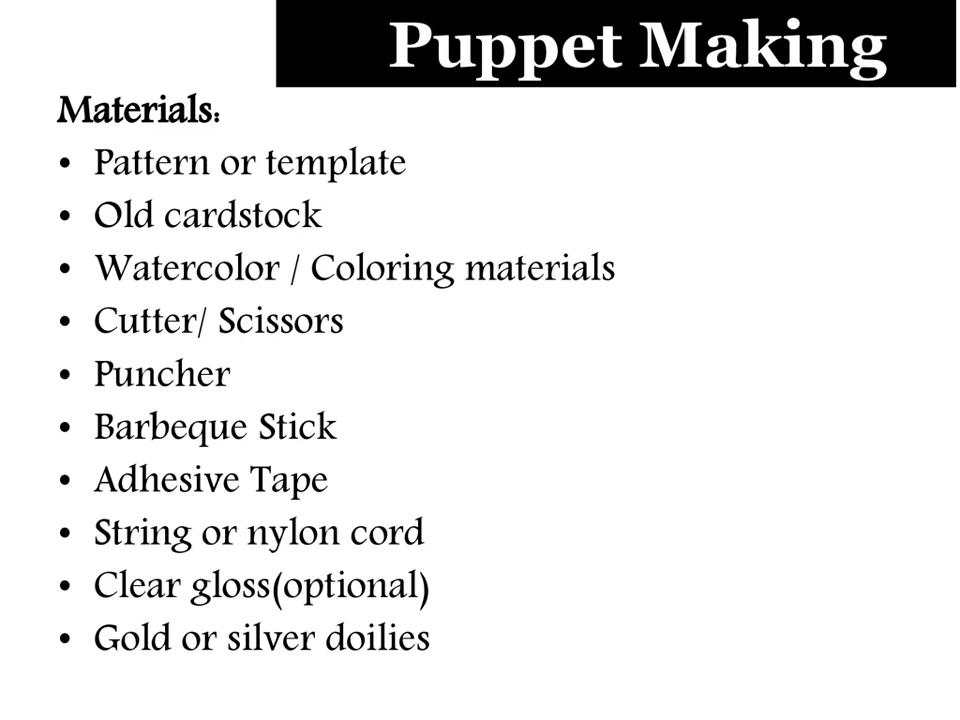 Puppet Making
Materials:
• Pattern or template
• Old cardstock
• Watercolor / Coloring materials
• Cutter/ Scissors
• Puncher
• Barbeque Stick
• Adhesive Tape
• String or nylon cord
• Clear gloss(optional)
• Gold or silver doilies